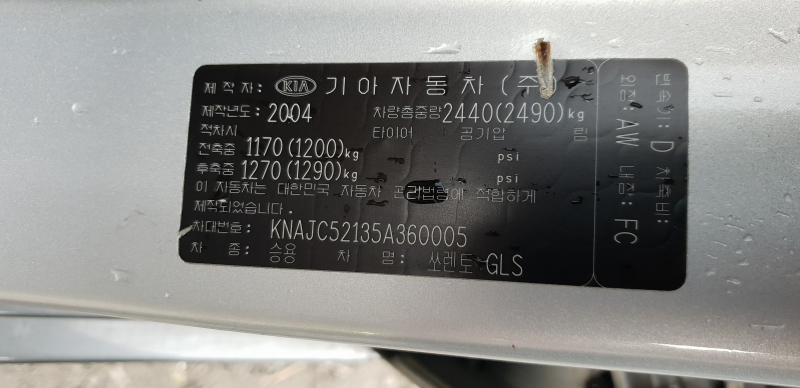 제 작 자: KIA 기아자동차(주)
제작년도: 2004 차량총중량 2440(2490)kg
적차시 타이어 공기압 림
전축중 1170(1200)kg psi
후축중 1270(1290)kg psi
이 자동차는 대한민국 자동차 관리법령에 적합하게
제작되었습니다.
차대번호: KNAJC52135A360005
차 종: 승용 차 명: 쏘렌토 GLS
변속기: D 차축비:
외장: AW 내장: FC